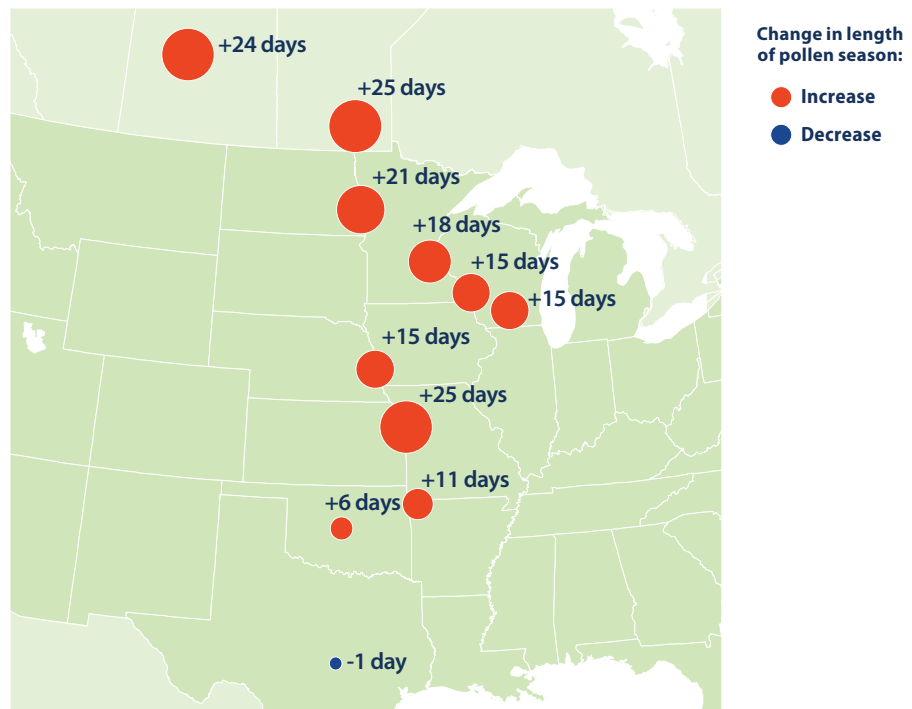 +24 days
+25 days
+21 days
+18 days
+15 days
+15 days
+15 days
+25 days
+11 days
+6 days
-1 day
Change in length
of pollen season:
Increase
Decrease